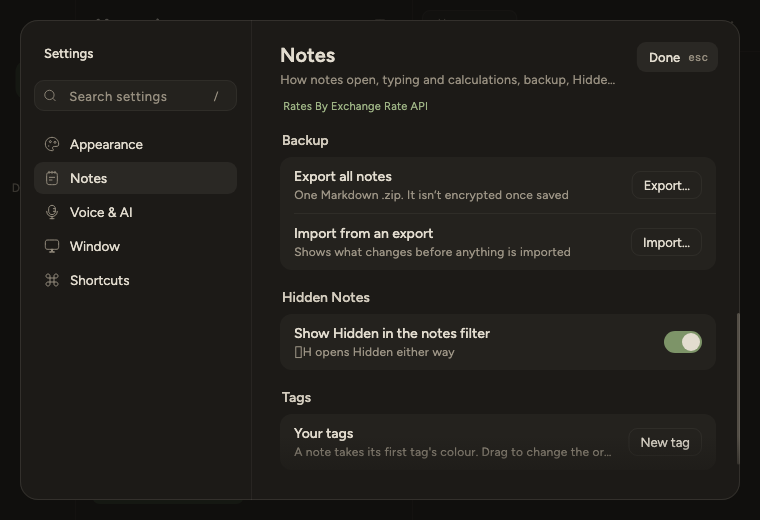 Settings
Search settings /
Appearance
Notes
Voice & AI
Window
Shortcuts
Notes
How notes open, typing and calculations, backup, Hidde…
Done esc
Rates By Exchange Rate API
Backup
Export all notes
One Markdown .zip. It isn't encrypted once saved
Export…
Import from an export
Shows what changes before anything is imported
Import…
Hidden Notes
Show Hidden in the notes filter
▯H opens Hidden either way
Tags
Your tags
A note takes its first tag's colour. Drag to change the or…
New tag